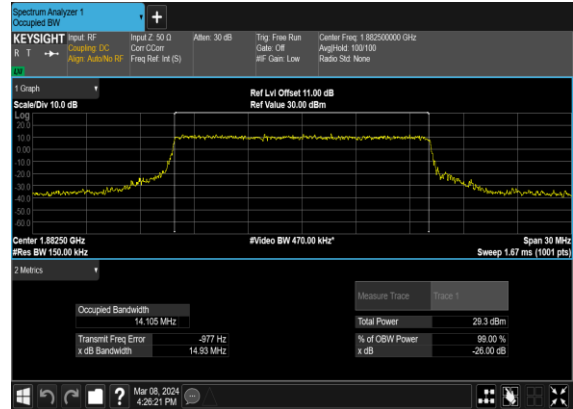 Spectrum Analyzer 1
Occupied BW
+
KEYSIGHT
R T
LXI
Input: RF
Coupling: DC
Align: Auto/No RF
Input Z: 50 Ω
Corr CCorr
Freq Ref: Int (S)
Atten: 30 dB
Trig: Free Run
Gate: Off
#IF Gain: Low
Center Freq: 1.882500000 GHz
Avg|Hold: 100/100
Radio Std: None
1 Graph
Scale/Div 10.0 dB
Ref Lvl Offset 11.00 dB
Ref Value 30.00 dBm
Log
20.0
10.0
0.00
-10.0
-20.0
-30.0
-40.0
-50.0
-60.0
Center 1.88250 GHz
#Res BW 150.00 kHz
#Video BW 470.00 kHz*
Span 30 MHz
Sweep 1.67 ms (1001 pts)
2 Metrics
Measure Trace Trace 1
Occupied Bandwidth
14.105 MHz
Total Power 29.3 dBm
Transmit Freq Error -977 Hz
% of OBW Power 99.00 %
x dB Bandwidth 14.93 MHz
x dB -26.00 dB
?
Mar 08, 2024
4:26:21 PM